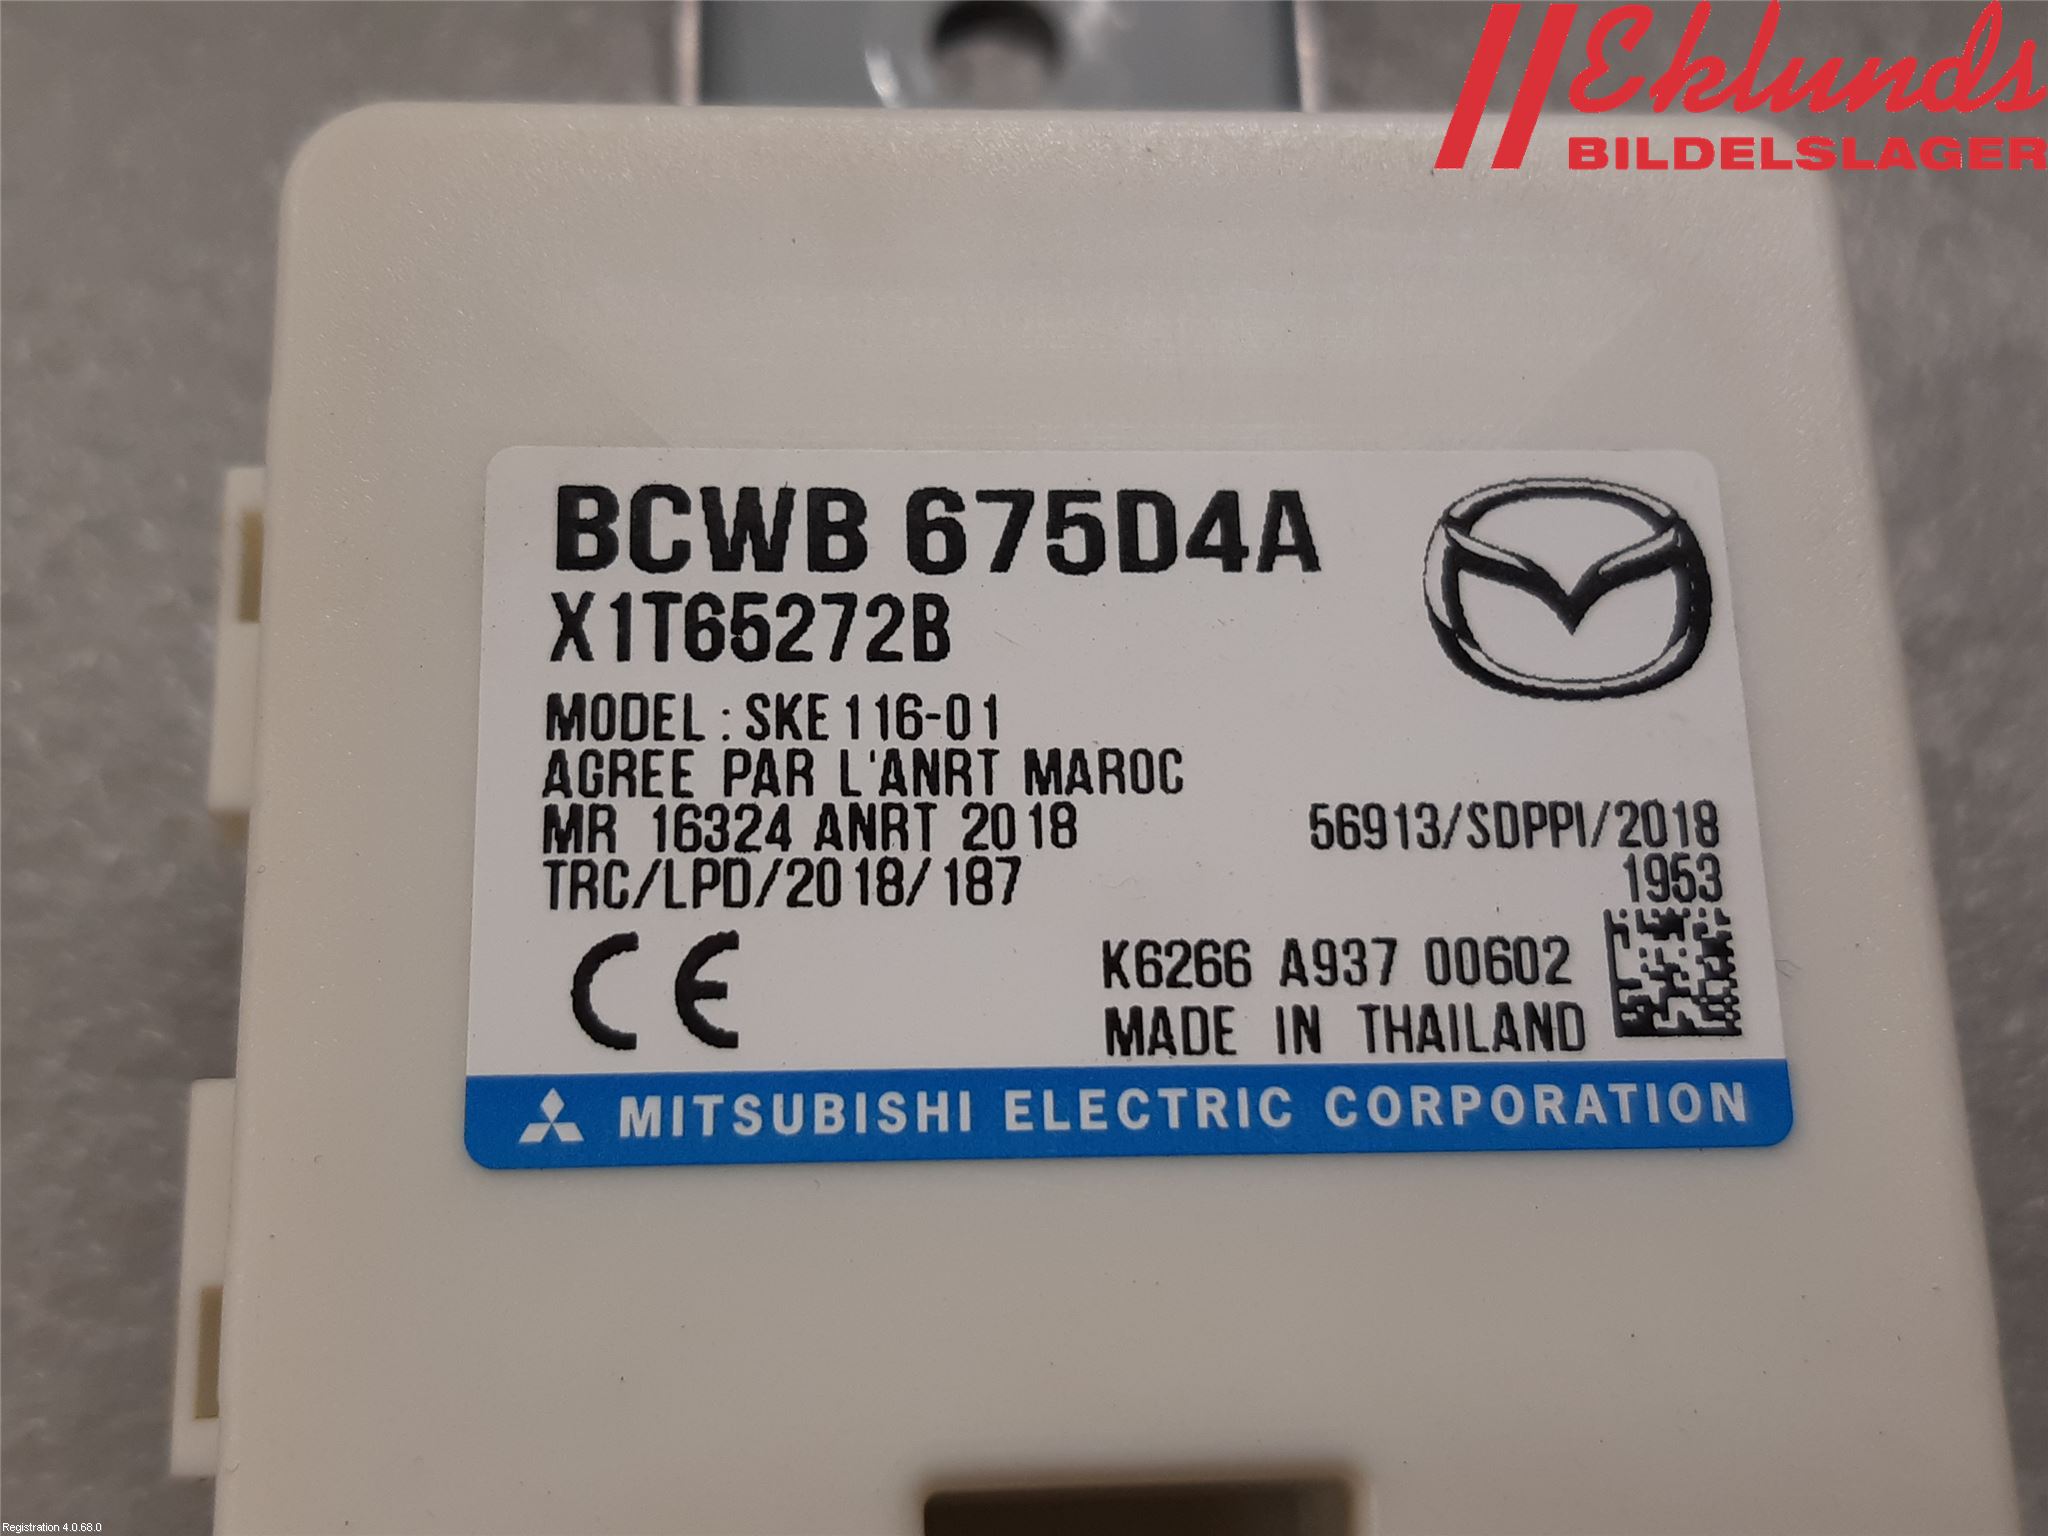 Eklunds
BILDELSLAGER
BCWB 675D4A
X1T65272B
MODEL : SKE116-01
AGREE PAR L'ANRT MAROC
MR 16324 ANRT 2018
56913/SDPPI/2018
TRC/LPD/2018/187
1953
CE
K6266 A937 00602
MADE IN THAILAND
MITSUBISHI ELECTRIC CORPORATION
Registration 4.0.68.0